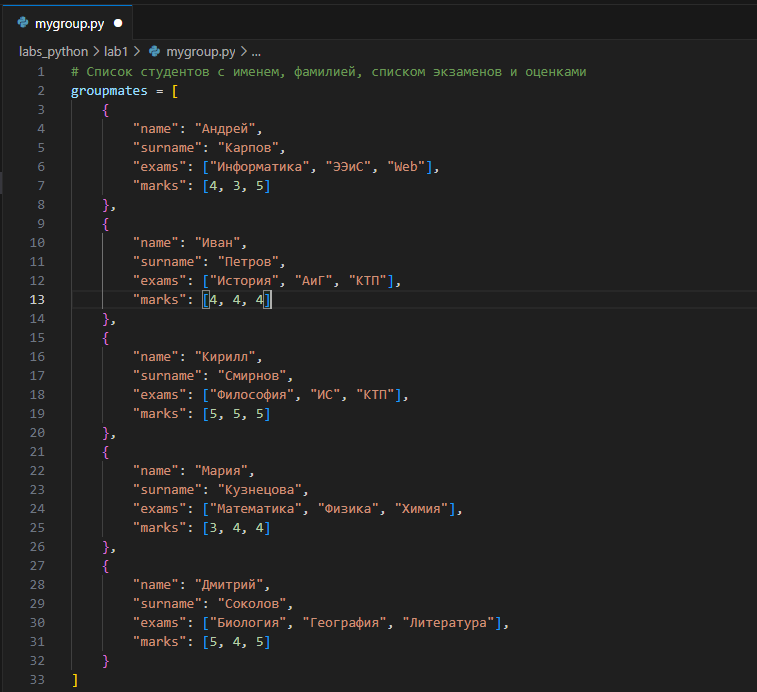 mygroup.py
labs_python > lab1 > mygroup.py > ...
1 # Список студентов с именем, фамилией, списком экзаменов и оценками
2 groupmates = [
3     {
4         "name": "Андрей",
5         "surname": "Карпов",
6         "exams": ["Информатика", "ЭЭиС", "Web"],
7         "marks": [4, 3, 5]
8     },
9     {
10         "name": "Иван",
11         "surname": "Петров",
12         "exams": ["История", "АиГ", "КТП"],
13         "marks": [4, 4, 4]
14     },
15     {
16         "name": "Кирилл",
17         "surname": "Смирнов",
18         "exams": ["Философия", "ИС", "КТП"],
19         "marks": [5, 5, 5]
20     },
21     {
22         "name": "Мария",
23         "surname": "Кузнецова",
24         "exams": ["Математика", "Физика", "Химия"],
25         "marks": [3, 4, 4]
26     },
27     {
28         "name": "Дмитрий",
29         "surname": "Соколов",
30         "exams": ["Биология", "География", "Литература"],
31         "marks": [5, 4, 5]
32     }
33 ]